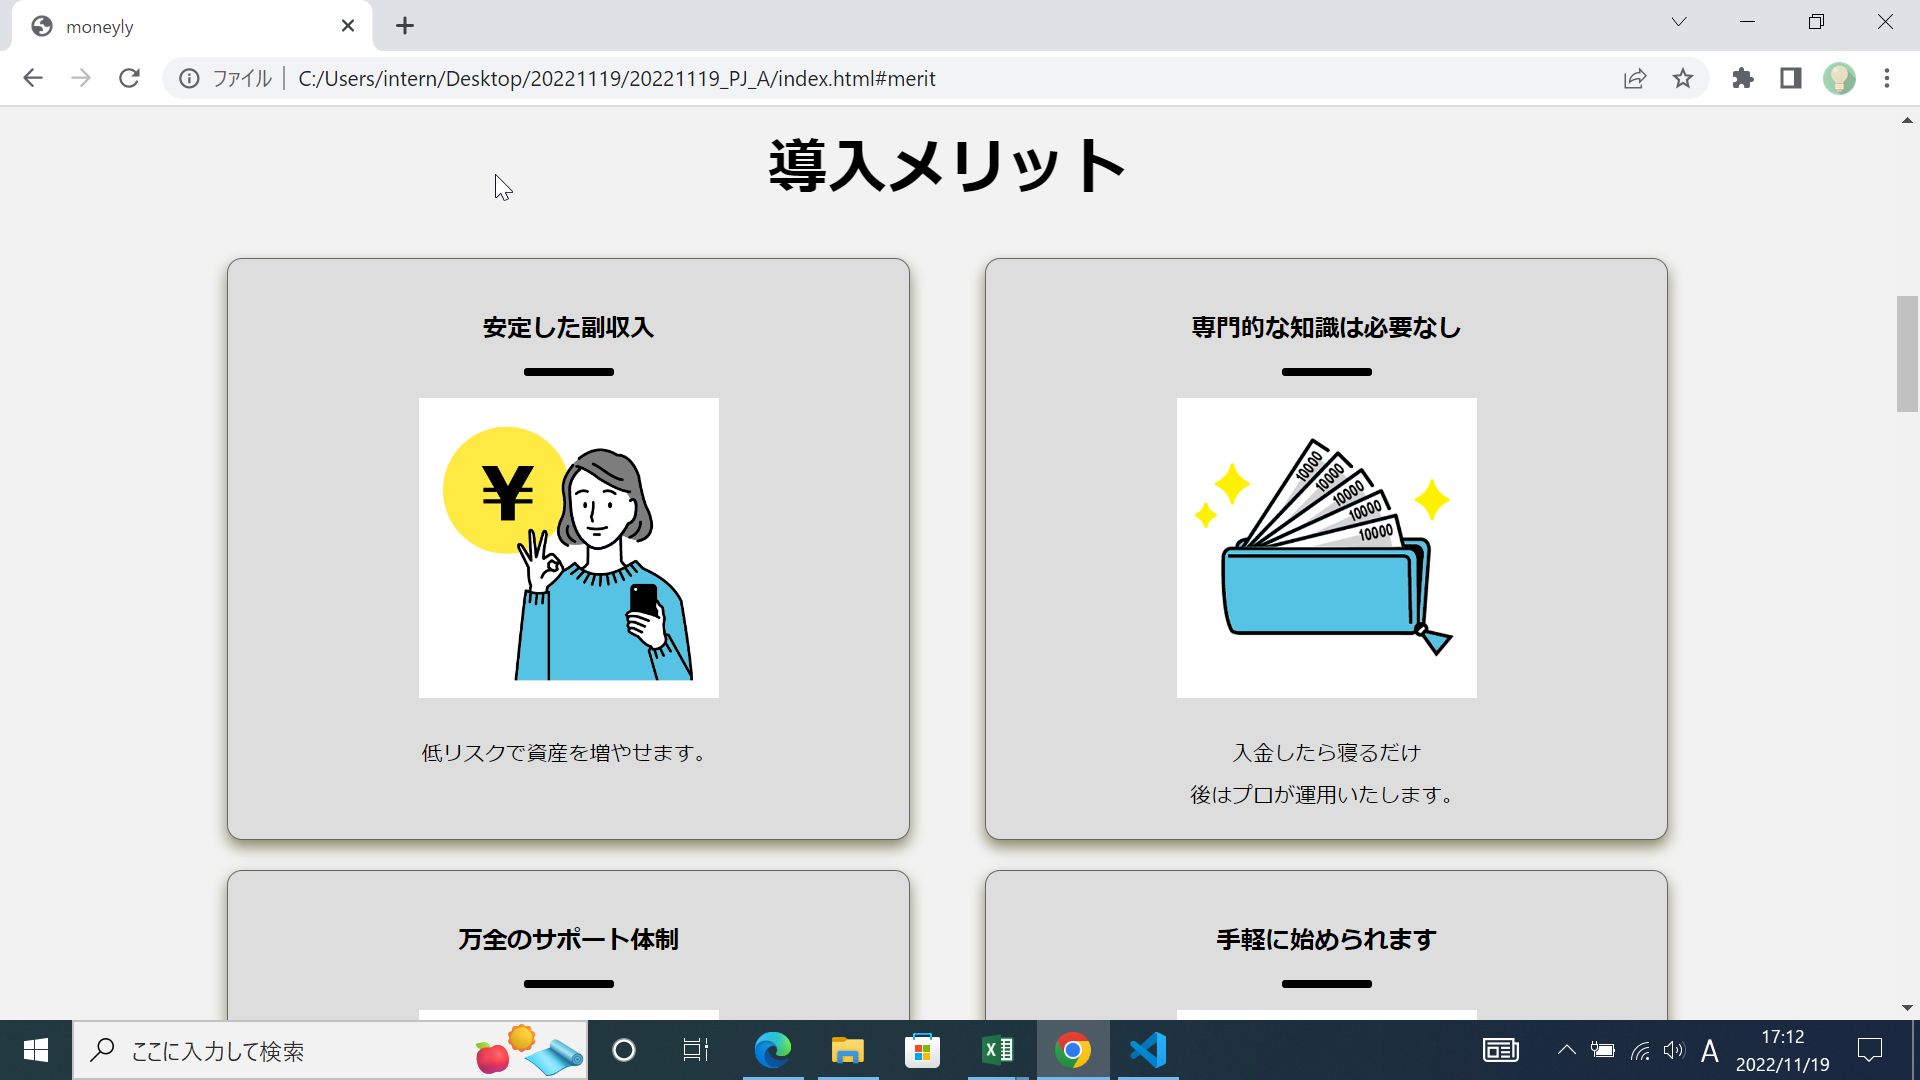 moneyly
ファイル | C:/Users/intern/Desktop/20221119/20221119_PJ_A/index.html#merit
導入メリット
安定した副収入
専門的な知識は必要なし
¥
10000
10000
10000
10000
10000
低リスクで資産を増やせます。
入金したら寝るだけ
後はプロが運用いたします。
万全のサポート体制
手軽に始められます
ここに入力して検索
A
17:12
2022/11/19